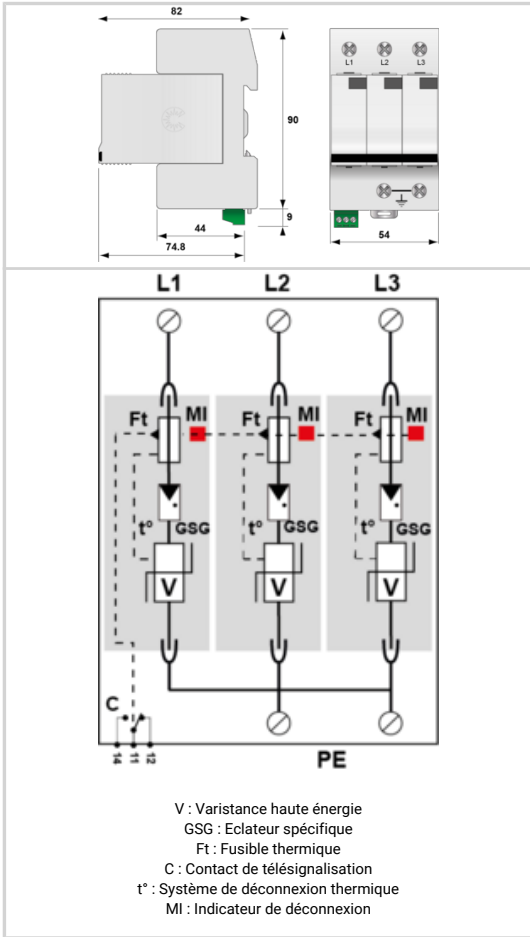 82
L1 L2 L3
90
9
44
74.8
54
L1 L2 L3
Ft MI Ft MI Ft MI
t° GSG t° GSG t° GSG
V V V
C
14 11 12
PE
V : Varistance haute énergie
GSG : Eclateur spécifique
Ft : Fusible thermique
C : Contact de télésignalisation
t° : Système de déconnexion thermique
MI : Indicateur de déconnexion